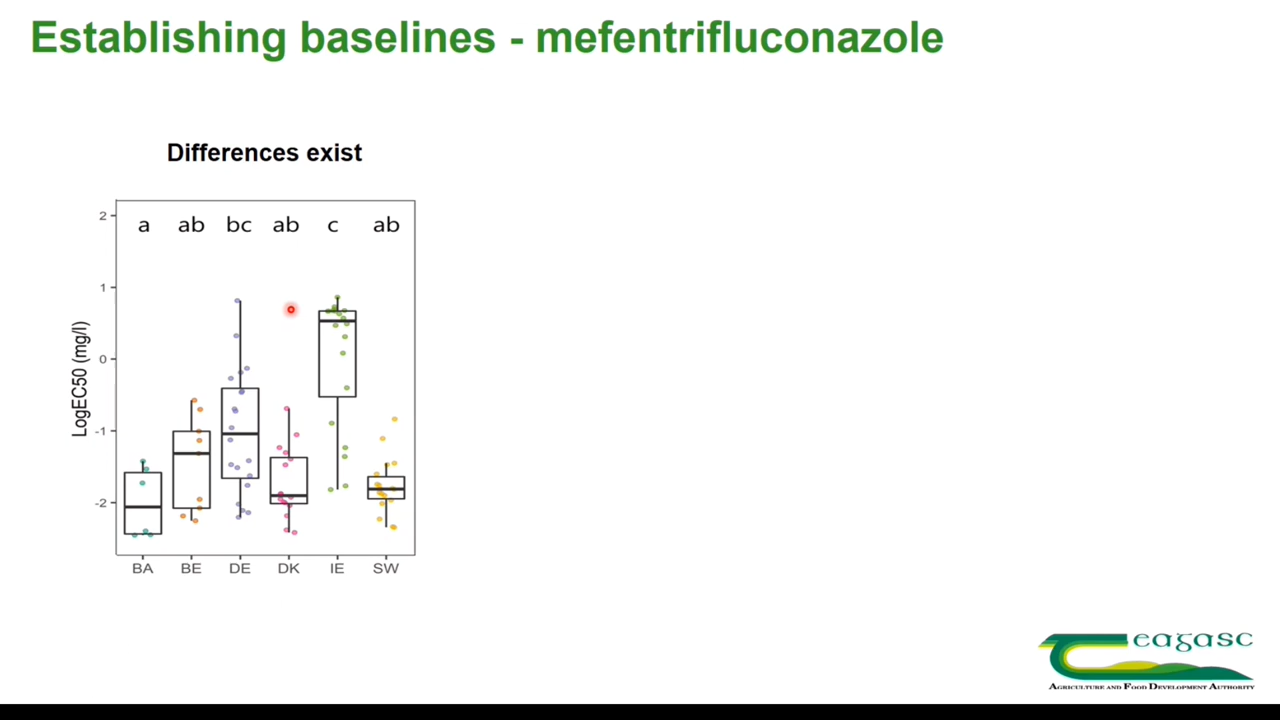 Establishing baselines - mefentrifluconazole
Differences exist
a ab bc ab c ab
2
1
0
-1
-2
LogEC50 (mg/l)
BA BE DE DK IE SW
Teagasc
AGRICULTURE AND FOOD DEVELOPMENT AUTHORITY